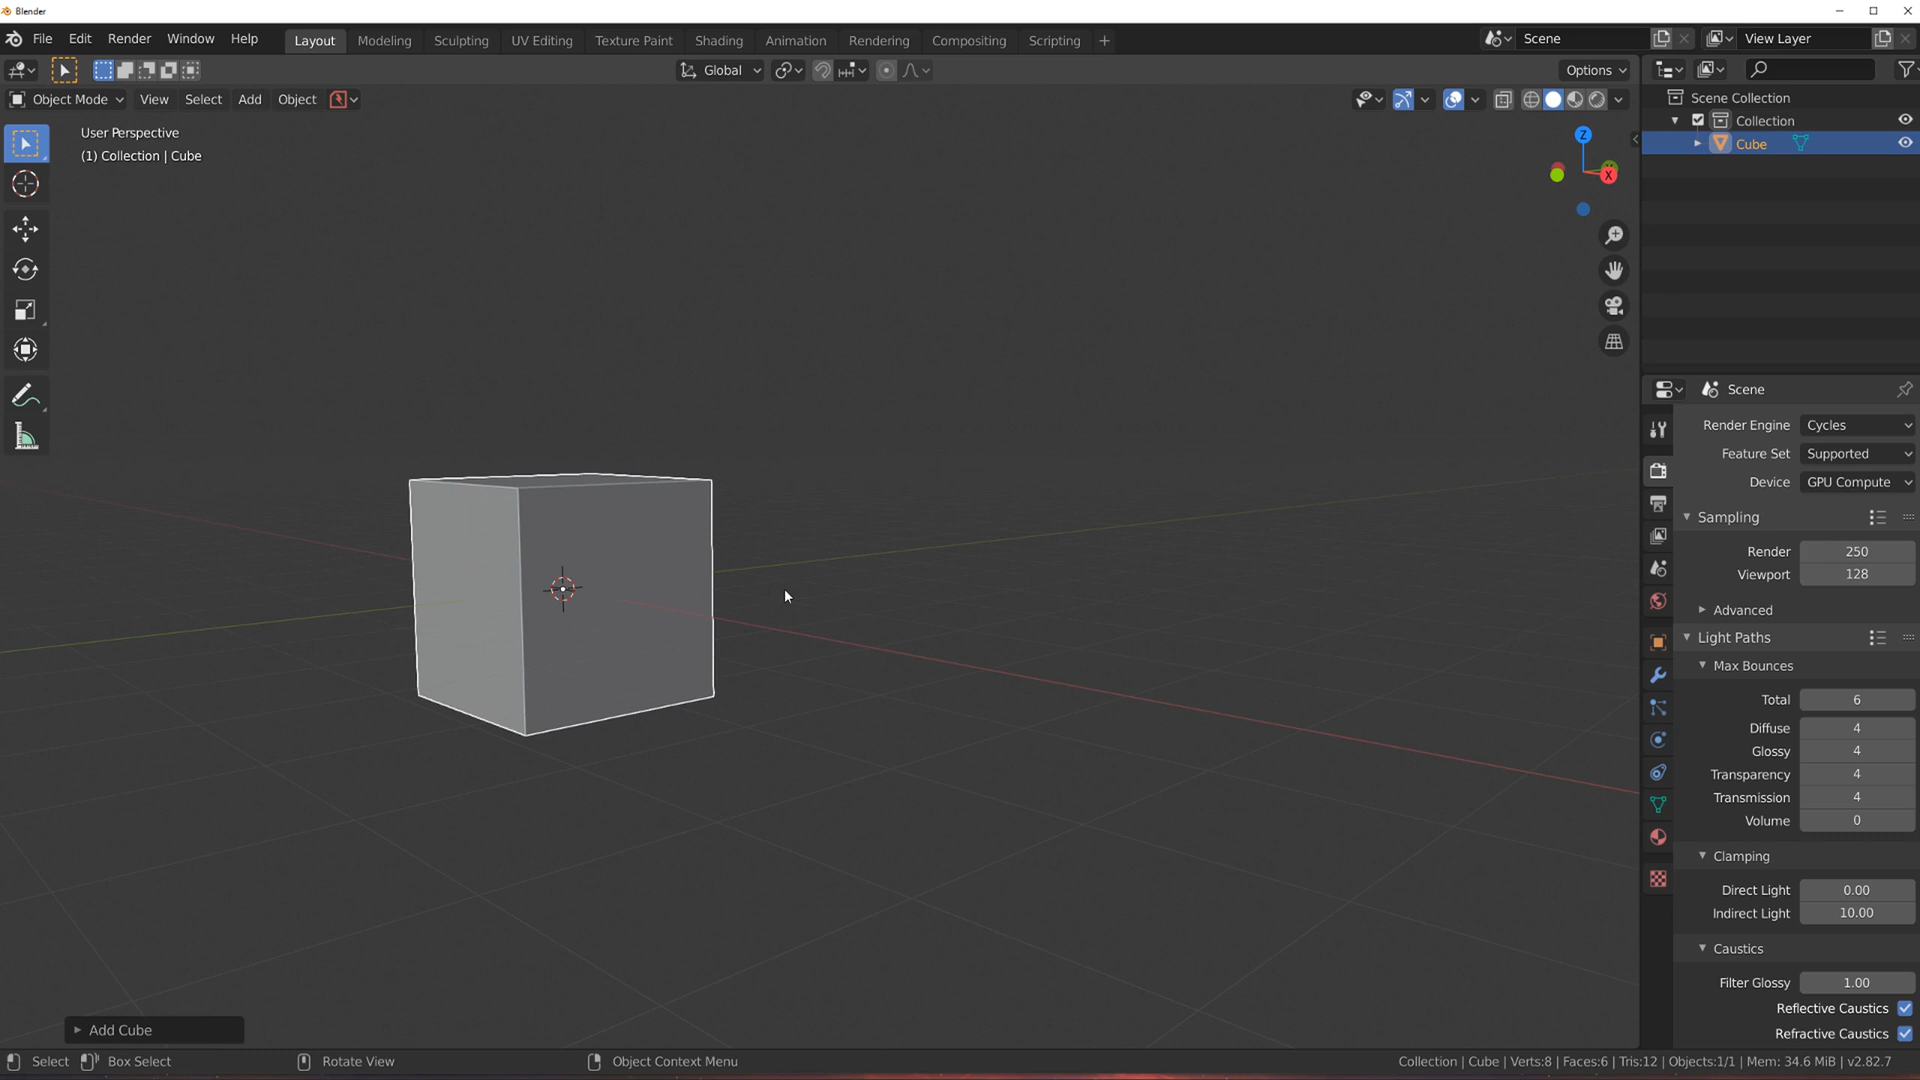 Blender
File Edit Render Window Help Layout Modeling Sculpting UV Editing Texture Paint Shading Animation Rendering Compositing Scripting + Scene View Layer
Global Options
Object Mode View Select Add Object
User Perspective
(1) Collection | Cube
Z
X
Scene Collection
Collection
Cube
Scene
Render Engine Cycles
Feature Set Supported
Device GPU Compute
Sampling
Render 250
Viewport 128
Advanced
Light Paths
Max Bounces
Total 6
Diffuse 4
Glossy 4
Transparency 4
Transmission 4
Volume 0
Clamping
Direct Light 0.00
Indirect Light 10.00
Caustics
Filter Glossy 1.00
Reflective Caustics
Refractive Caustics
Add Cube
Select Box Select Rotate View Object Context Menu Collection | Cube | Verts:8 | Faces:6 | Tris:12 | Objects:1/1 | Mem: 34.6 MiB | v2.82.7